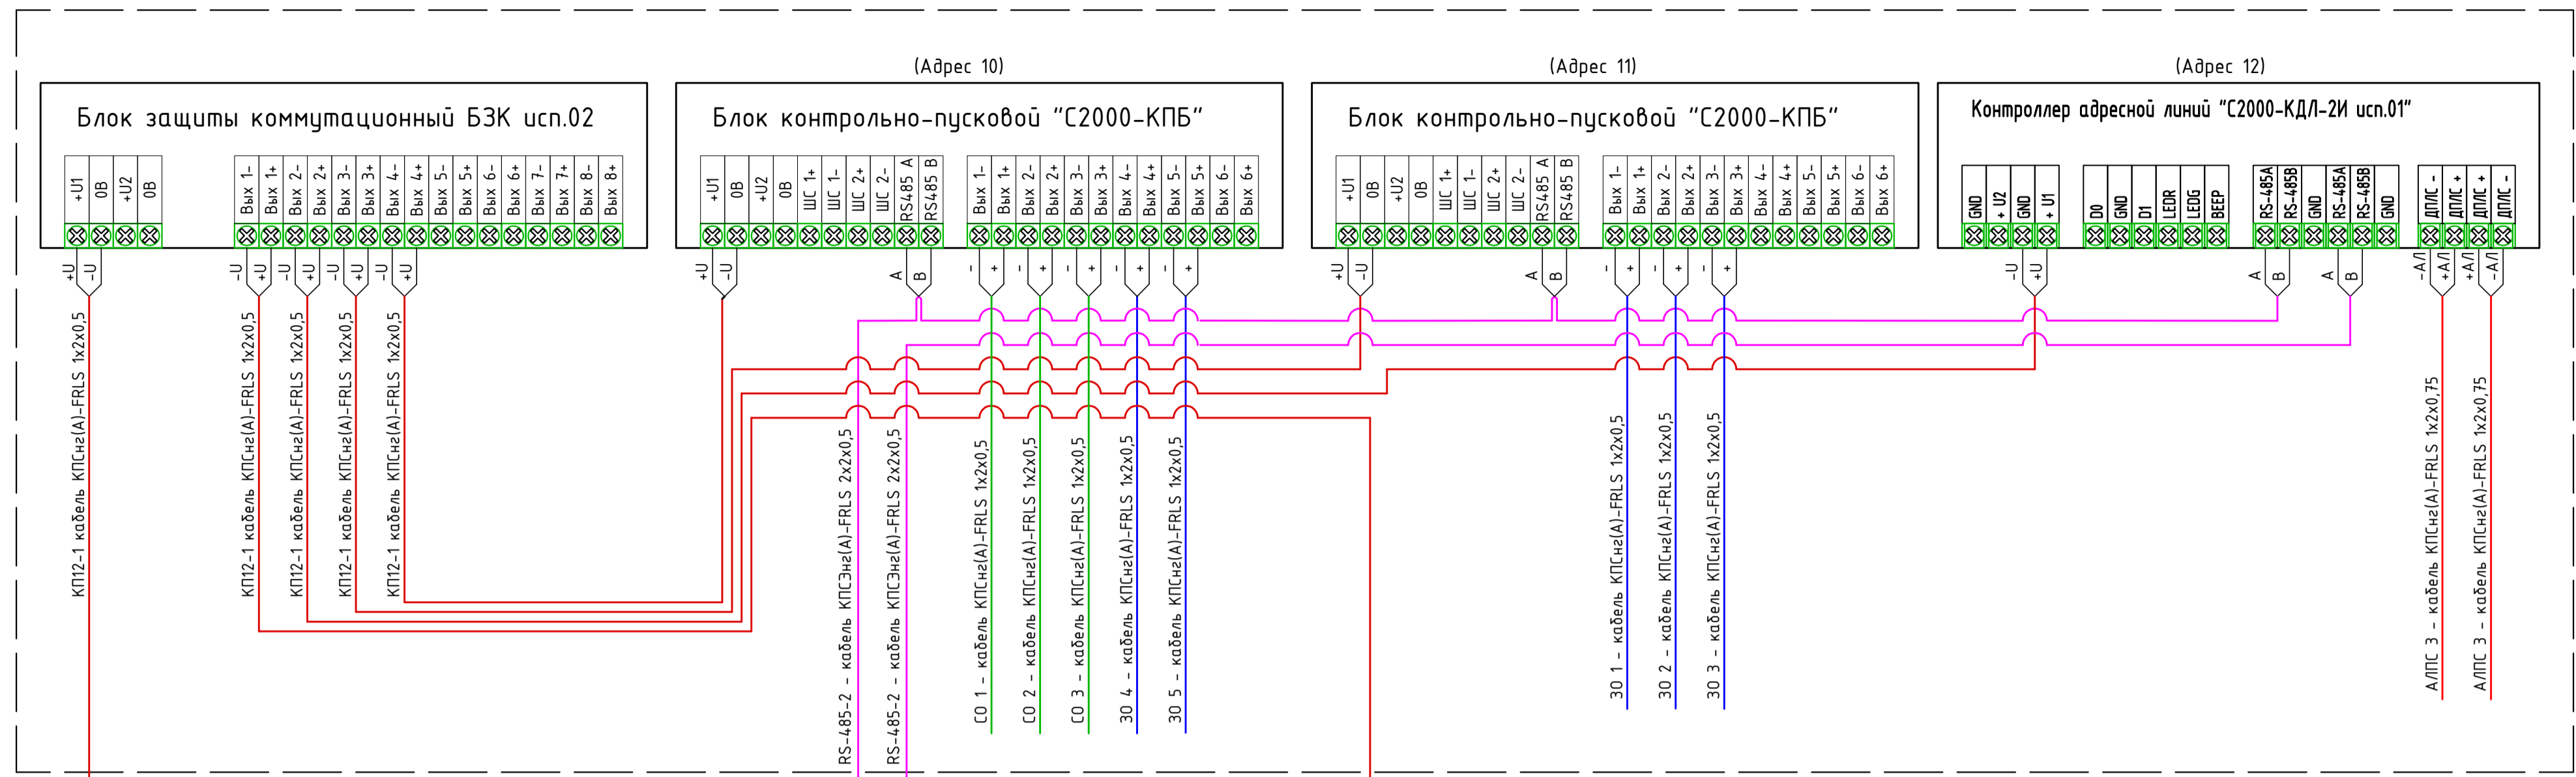 (Адрес 10)
(Адрес 11)
(Адрес 12)
Блок защиты коммутационный БЗК исп.02
+U1
0В
+U2
0В
Вых 1-
Вых 1+
Вых 2-
Вых 2+
Вых 3-
Вых 3+
Вых 4-
Вых 4+
Вых 5-
Вых 5+
Вых 6-
Вых 6+
Вых 7-
Вых 7+
Вых 8-
Вых 8+
+U
-U
-U
+U
-U
+U
-U
+U
-U
+U
КП12-1 кабель КПСнг(А)-FRLS 1х2х0,5
КП12-1 кабель КПСнг(А)-FRLS 1х2х0,5
КП12-1 кабель КПСнг(А)-FRLS 1х2х0,5
КП12-1 кабель КПСнг(А)-FRLS 1х2х0,5
КП12-1 кабель КПСнг(А)-FRLS 1х2х0,5
Блок контрольно-пусковой "С2000-КПБ"
+U1
0В
+U2
0В
ШС 1+
ШС 1-
ШС 2+
ШС 2-
RS485 A
RS485 B
Вых 1-
Вых 1+
Вых 2-
Вых 2+
Вых 3-
Вых 3+
Вых 4-
Вых 4+
Вых 5-
Вых 5+
Вых 6-
Вых 6+
+U
-U
A
B
-
+
-
+
-
+
-
+
-
+
RS-485-2 - кабель КПСЭнг(А)-FRLS 2х2х0,5
RS-485-2 - кабель КПСЭнг(А)-FRLS 2х2х0,5
СО 1 - кабель КПСнг(А)-FRLS 1х2х0,5
СО 2 - кабель КПСнг(А)-FRLS 1х2х0,5
СО 3 - кабель КПСнг(А)-FRLS 1х2х0,5
ЗО 4 - кабель КПСнг(А)-FRLS 1х2х0,5
ЗО 5 - кабель КПСнг(А)-FRLS 1х2х0,5
Блок контрольно-пусковой "С2000-КПБ"
+U1
0В
+U2
0В
ШС 1+
ШС 1-
ШС 2+
ШС 2-
RS485 A
RS485 B
Вых 1-
Вых 1+
Вых 2-
Вых 2+
Вых 3-
Вых 3+
Вых 4-
Вых 4+
Вых 5-
Вых 5+
Вых 6-
Вых 6+
+U
-U
A
B
-
+
-
+
-
+
ЗО 1 - кабель КПСнг(А)-FRLS 1х2х0,5
ЗО 2 - кабель КПСнг(А)-FRLS 1х2х0,5
ЗО 3 - кабель КПСнг(А)-FRLS 1х2х0,5
Контроллер адресной линий "С2000-КДЛ-2И исп.01"
GND
+ U2
GND
+ U1
D0
GND
D1
LEDR
LEDG
BEEP
RS-485A
RS-485B
GND
RS-485A
RS-485B
GND
ДПЛС -
ДПЛС +
ДПЛС +
ДПЛС -
-U
+U
A
B
A
B
-АЛ
+АЛ
+АЛ
-АЛ
АЛПС 3 - кабель КПСнг(А)-FRLS 1х2х0,75
АЛПС 3 - кабель КПСнг(А)-FRLS 1х2х0,75